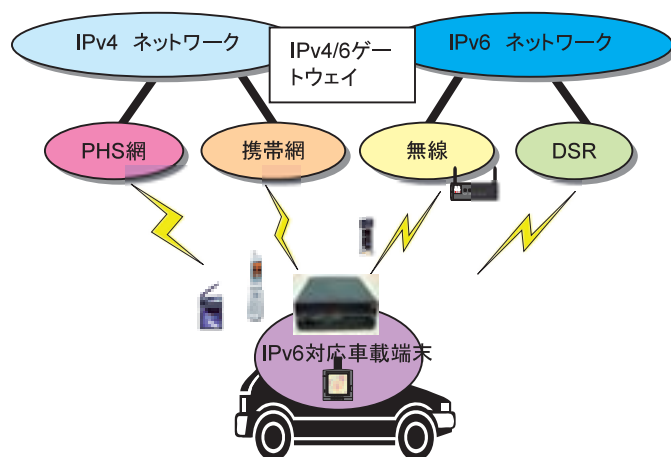 IPv4 ネットワーク
IPv4/6ゲー
トウェイ
IPv6 ネットワーク
PHS網
携帯網
無線
DSR
IPv6対応車載端末